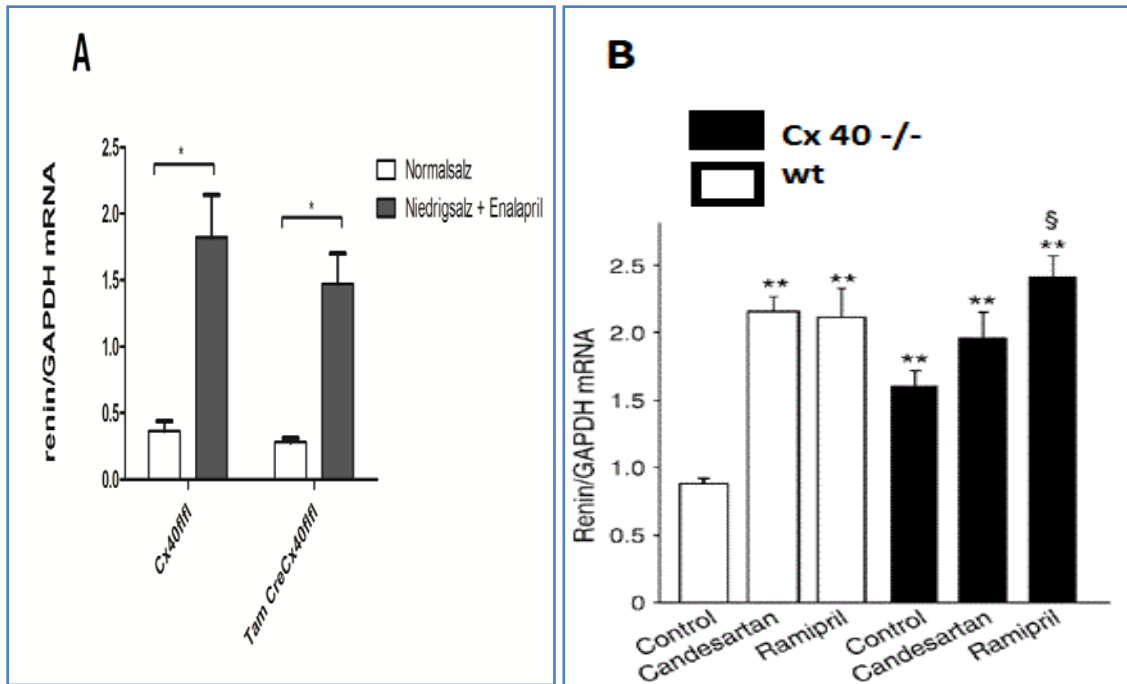 A
renin/GAPDH mRNA
2.5
2.0
1.5
1.0
0.5
0.0
*
*
Normalsalz
Niedrigsalz + Enalapril
Cx40flfl
Tam CreCx40flfl
B
Cx 40 -/-
wt
Renin/GAPDH mRNA
2.5
2.0
1.5
1.0
0.5
0
**
**
**
**
§
**
Control
Candesartan
Ramipril
Control
Candesartan
Ramipril